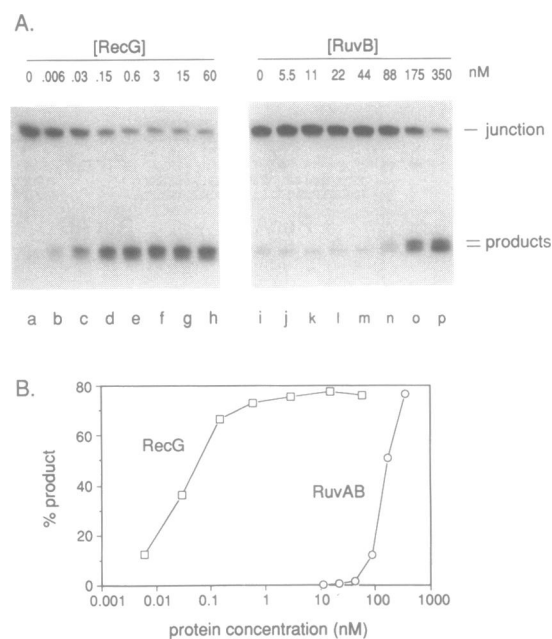 A.
[RecG] [RuvB]
0 .006 .03 .15 0.6 3 15 60 0 5.5 11 22 44 88 175 350 nM
junction
products
a b c d e f g h i j k l m n o p
B.
80
60
40
20
0
% product
RecG
RuvAB
0.001 0.01 0.1 1 10 100 1000
protein concentration (nM)